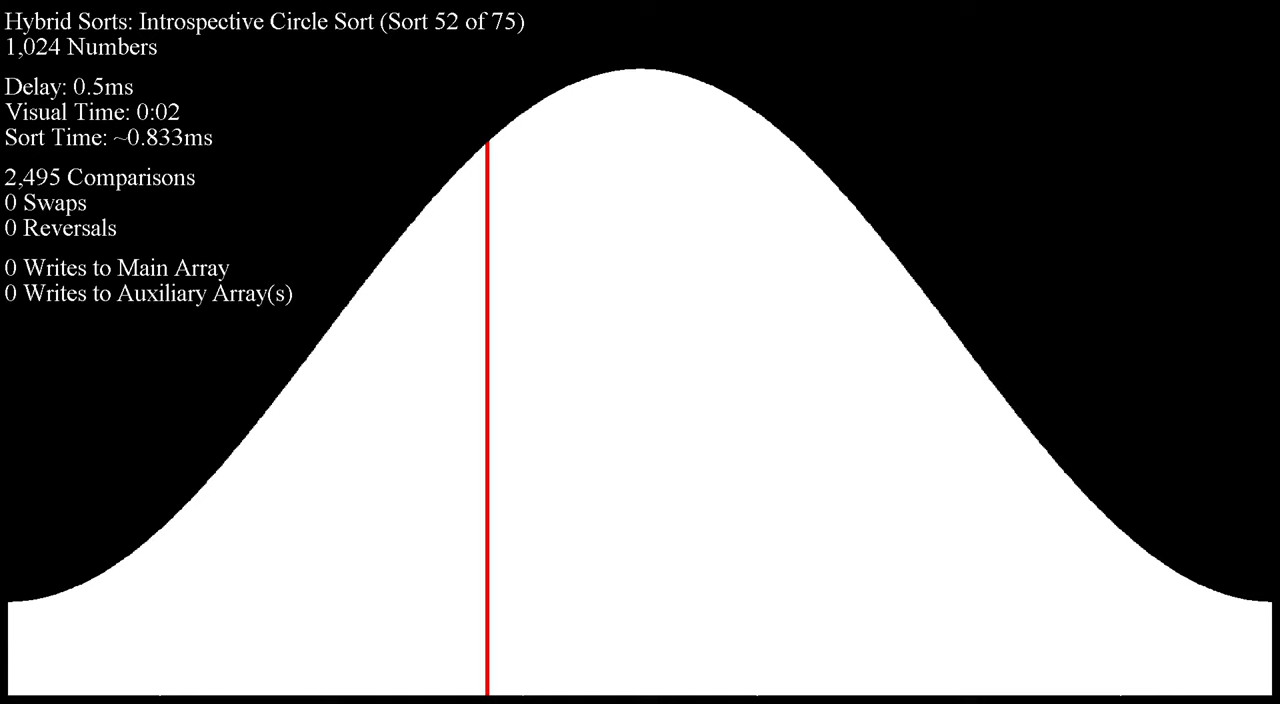 Hybrid Sorts: Introspective Circle Sort (Sort 52 of 75)
1,024 Numbers
Delay: 0.5ms
Visual Time: 0:02
Sort Time: ~0.833ms
2,495 Comparisons
0 Swaps
0 Reversals
0 Writes to Main Array
0 Writes to Auxiliary Array(s)